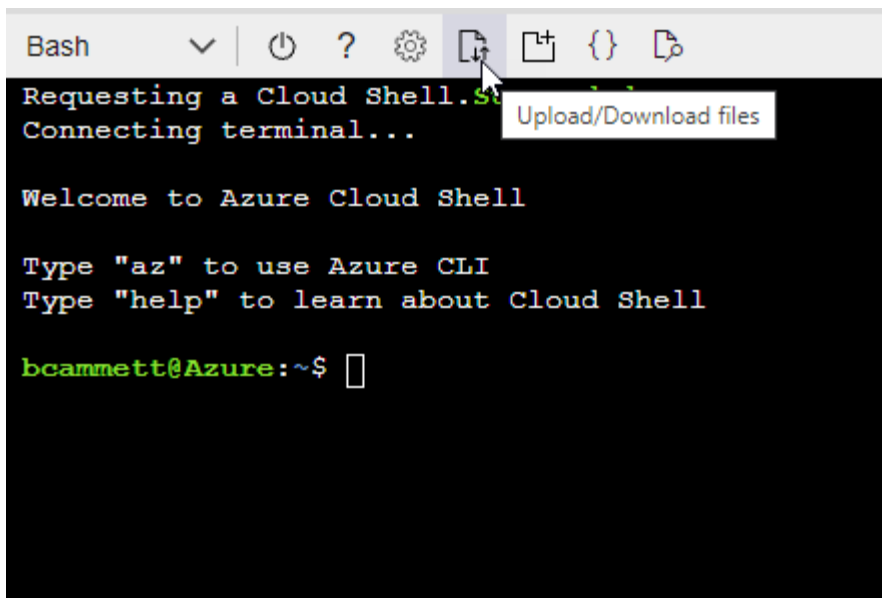 Bash
?
{}
Requesting a Cloud Shell.
Upload/Download files
Connecting terminal...
Welcome to Azure Cloud Shell
Type "az" to use Azure CLI
Type "help" to learn about Cloud Shell
bcammett@Azure:~$